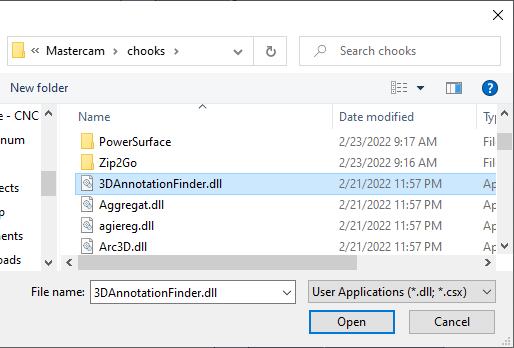 « Mastercam > chooks >
Search chooks
New folder
?
Name Date modified Ty
e - CNC
PowerSurface 2/23/2022 9:17 AM Fil
num
Zip2Go 2/23/2022 9:16 AM Fil
3DAnnotationFinder.dll 2/21/2022 11:57 PM Ap
ects
Aggregat.dll 2/21/2022 11:57 PM Ap
p
agiereg.dll 2/21/2022 11:57 PM Ap
ments
Arc3D.dll 2/21/2022 11:57 PM Ap
oads
File name: 3DAnnotationFinder.dll User Applications (*.dll; *.csx)
Open Cancel